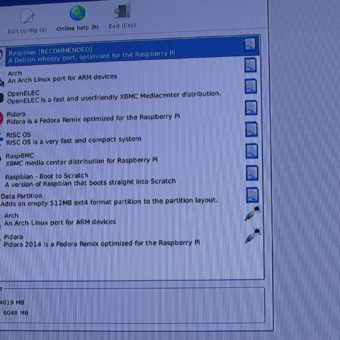 Edit config (e) Online help (h) Exit (Esc)
Raspbian [RECOMMENDED]
A Debian wheezy port, optimised for the Raspberry Pi
Arch
An Arch Linux port for ARM devices
OpenELEC
OpenELEC is a fast and userfriendly XBMC Mediacenter distribution.
Pidora
Pidora is a Fedora Remix optimized for the Raspberry Pi
RISC OS
RISC OS is a very fast and compact system
RaspBMC
XBMC media center distribution for Raspberry Pi
Raspbian - Boot to Scratch
A version of Raspbian that boots straight into Scratch
Data Partition
Adds an empty 512MB ext4 format partition to the partition layout.
Arch
An Arch Linux port for ARM devices
Pidora
Pidora 2014 is a Fedora Remix optimized for the Raspberry Pi
4019 MB
: 6048 MB